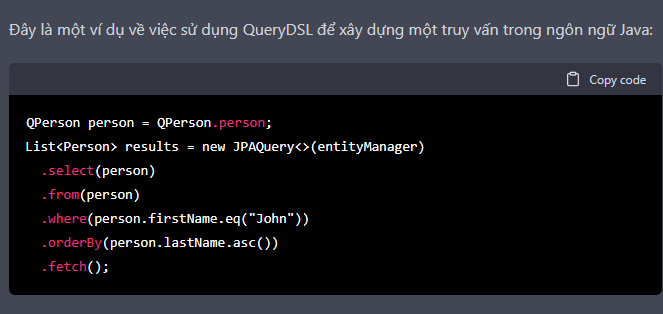 Đây là một ví dụ về việc sử dụng QueryDSL để xây dựng một truy vấn trong ngôn ngữ Java:
Copy code
QPerson person = QPerson.person;
List<Person> results = new JPAQuery<>(entityManager)
  .select(person)
  .from(person)
  .where(person.firstName.eq("John"))
  .orderBy(person.lastName.asc())
  .fetch();